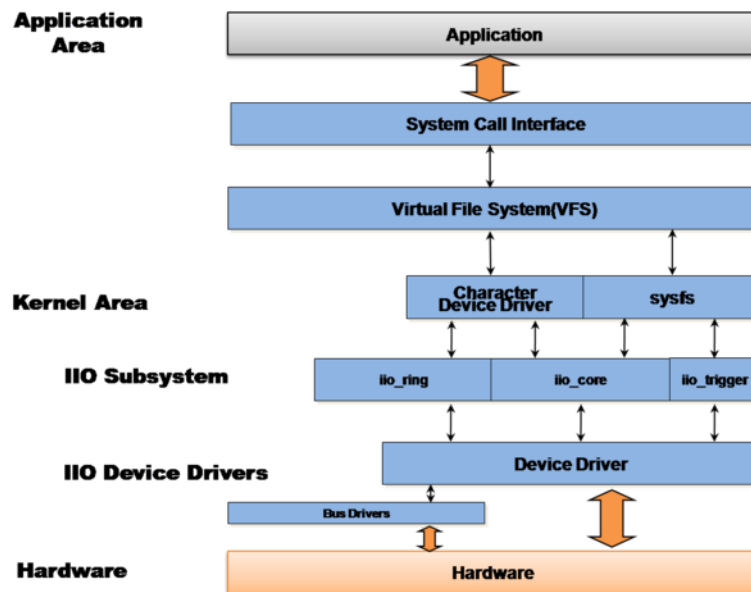 Application
Area
Application
System Call Interface
Virtual File System(VFS)
Kernel Area
Character
Device Driver
sysfs
IIO Subsystem
iio_ring
iio_core
iio_trigger
IIO Device Drivers
Device Driver
Bus Drivers
Hardware
Hardware